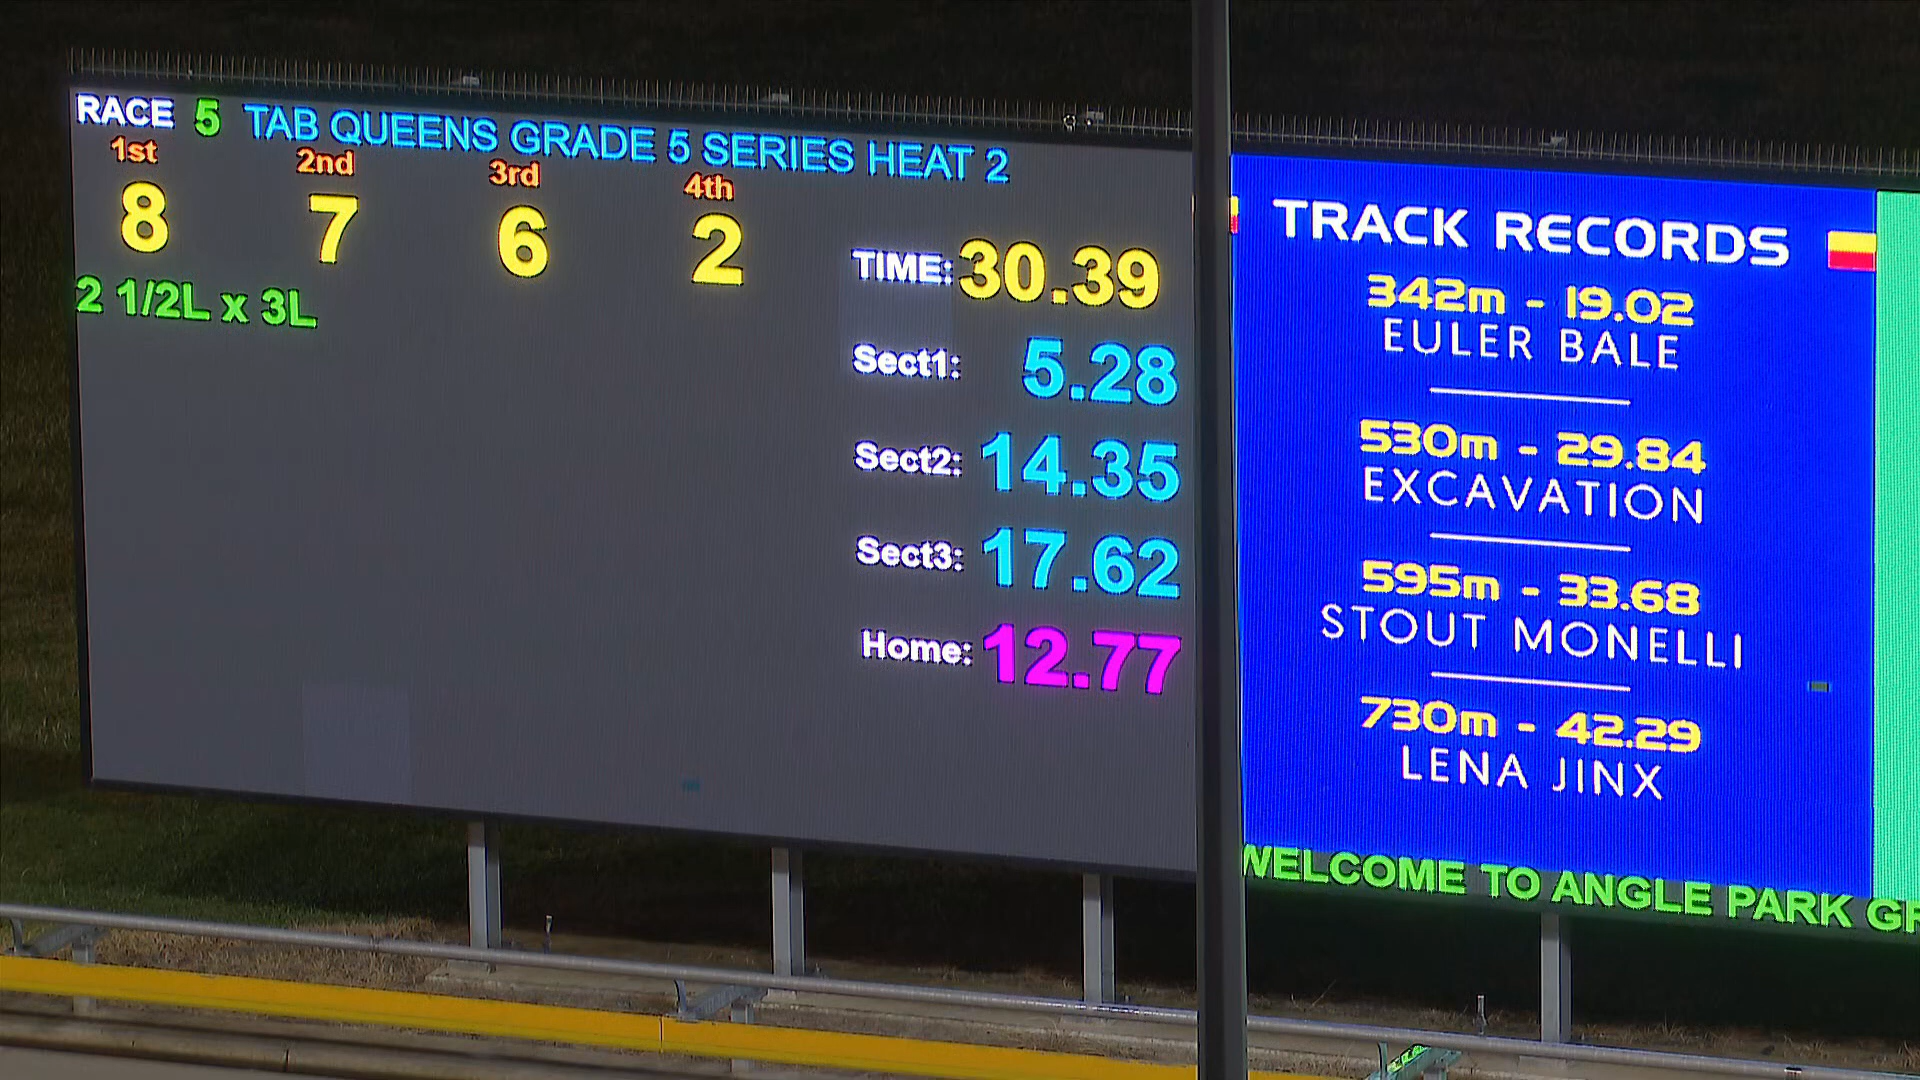 RACE 5 TAB QUEENS GRADE 5 SERIES HEAT 2
1st 2nd 3rd 4th
8 7 6 2
2 1/2L x 3L
TIME: 30.39
Sect1: 5.28
Sect2: 14.35
Sect3: 17.62
Home: 12.77
TRACK RECORDS
342m - 19.02
EULER BALE
530m - 29.84
EXCAVATION
595m - 33.68
STOUT MONELLI
730m - 42.29
LENA JINX
WELCOME TO ANGLE PARK